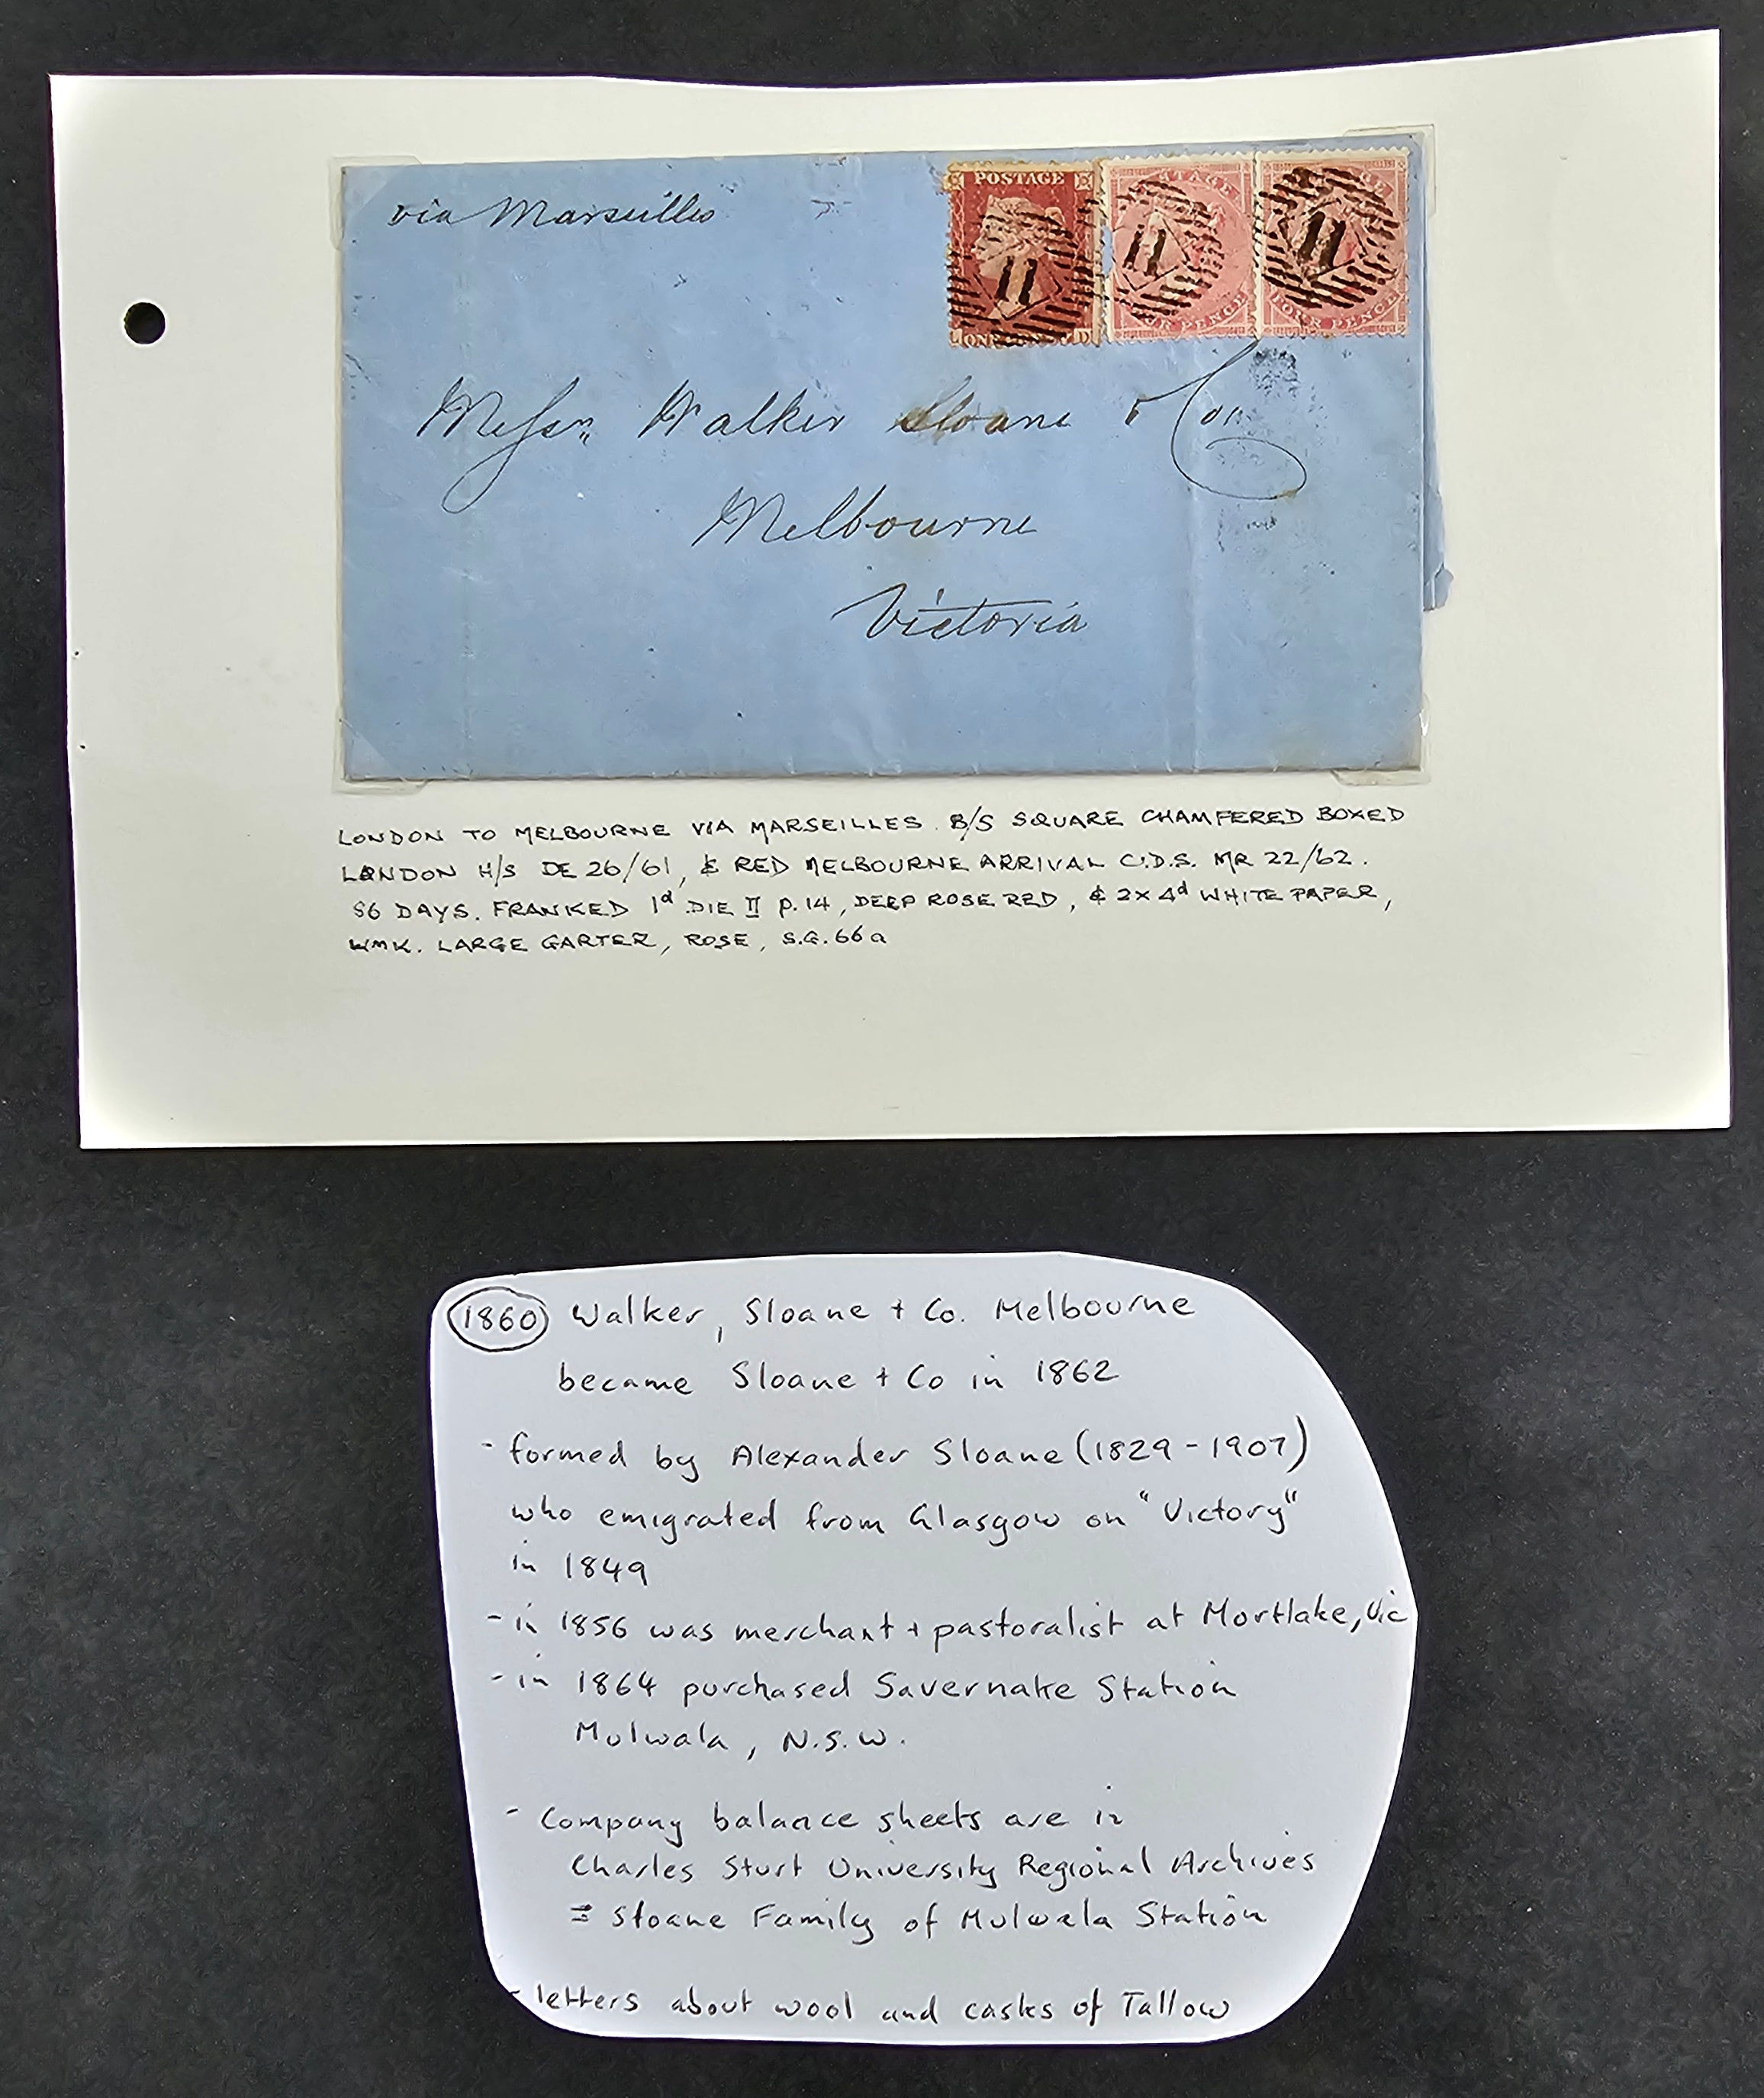 via Marseilles
POSTAGE
11
11
11
Messrs Walker Sloane & Co
Melbourne
Victoria
LONDON TO MELBOURNE VIA MARSEILLES. B/S SQUARE CHAMFERED BOXED
LONDON H/S DE 26/61, & RED MELBOURNE ARRIVAL C.D.S. MR 22/62.
86 DAYS. FRANKED 1d DIE II P.14, DEEP ROSE RED, & 2X 4d WHITE PAPER,
WMK. LARGE GARTER, ROSE, S.G. 66a
1860 Walker, Sloane + Co. Melbourne
became Sloane + Co in 1862
- formed by Alexander Sloane (1829-1907)
who emigrated from Glasgow on "Victory"
in 1849
- in 1856 was merchant + pastoralist at Mortlake, Vic
- in 1864 purchased Savernake Station
Mulwala, N.S.W.
- Company balance sheets are in
Charles Sturt University Regional Archives
= Sloane Family of Mulwala Station
- letters about wool and casks of Tallow